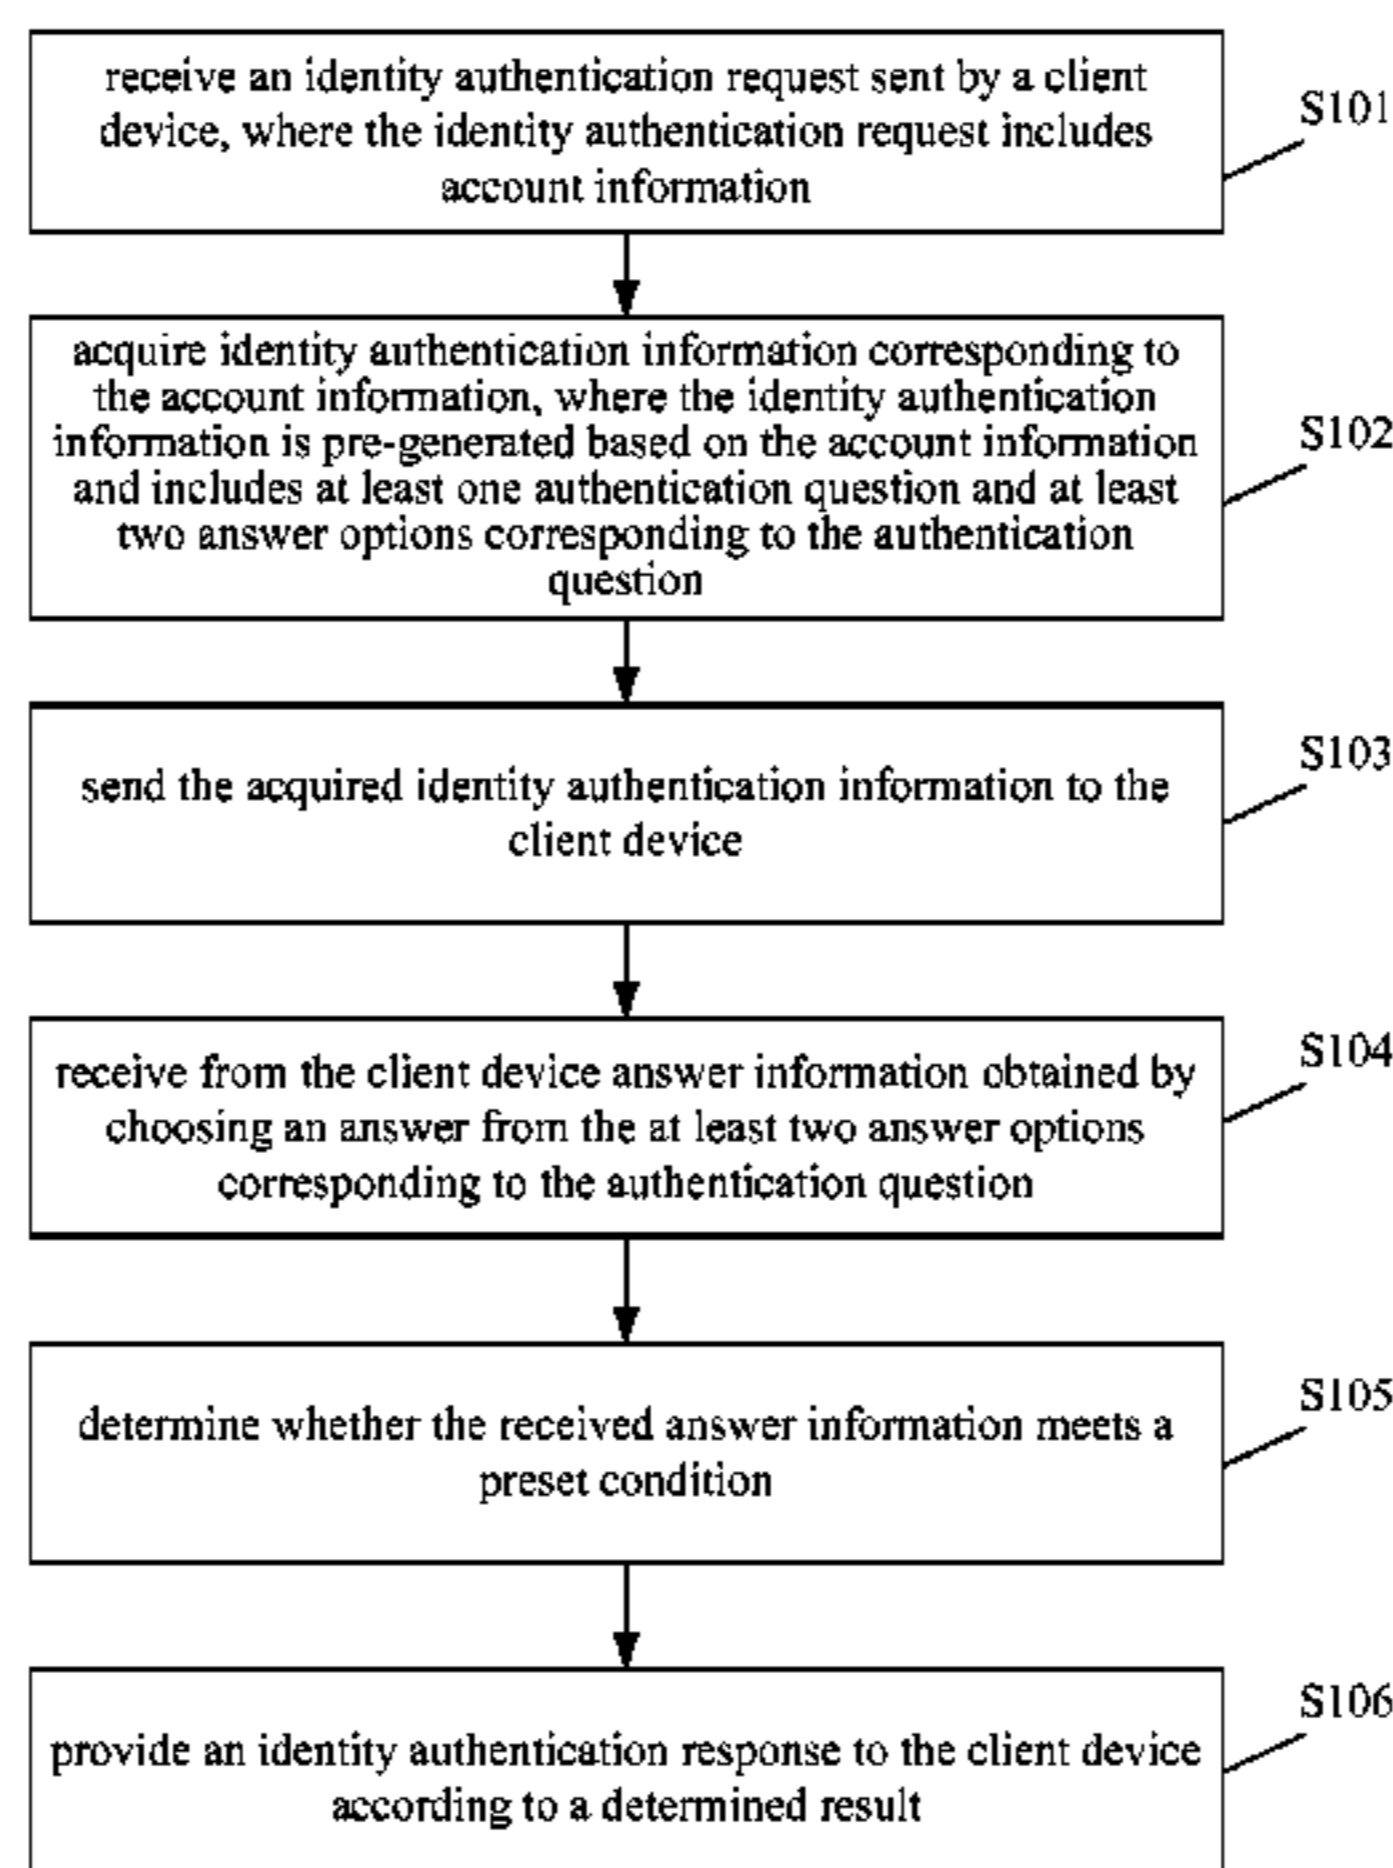 receive an identity authentication request sent by a client
device, where the identity authentication request includes
account information
S101
acquire identity authentication information corresponding to
the account information, where the identity authentication
information is pre-generated based on the account information
and includes at least one authentication question and at least
two answer options corresponding to the authentication
question
S102
send the acquired identity authentication information to the
client device
S103
receive from the client device answer information obtained by
choosing an answer from the at least two answer options
corresponding to the authentication question
S104
determine whether the received answer information meets a
preset condition
S105
provide an identity authentication response to the client device
according to a determined result
S106